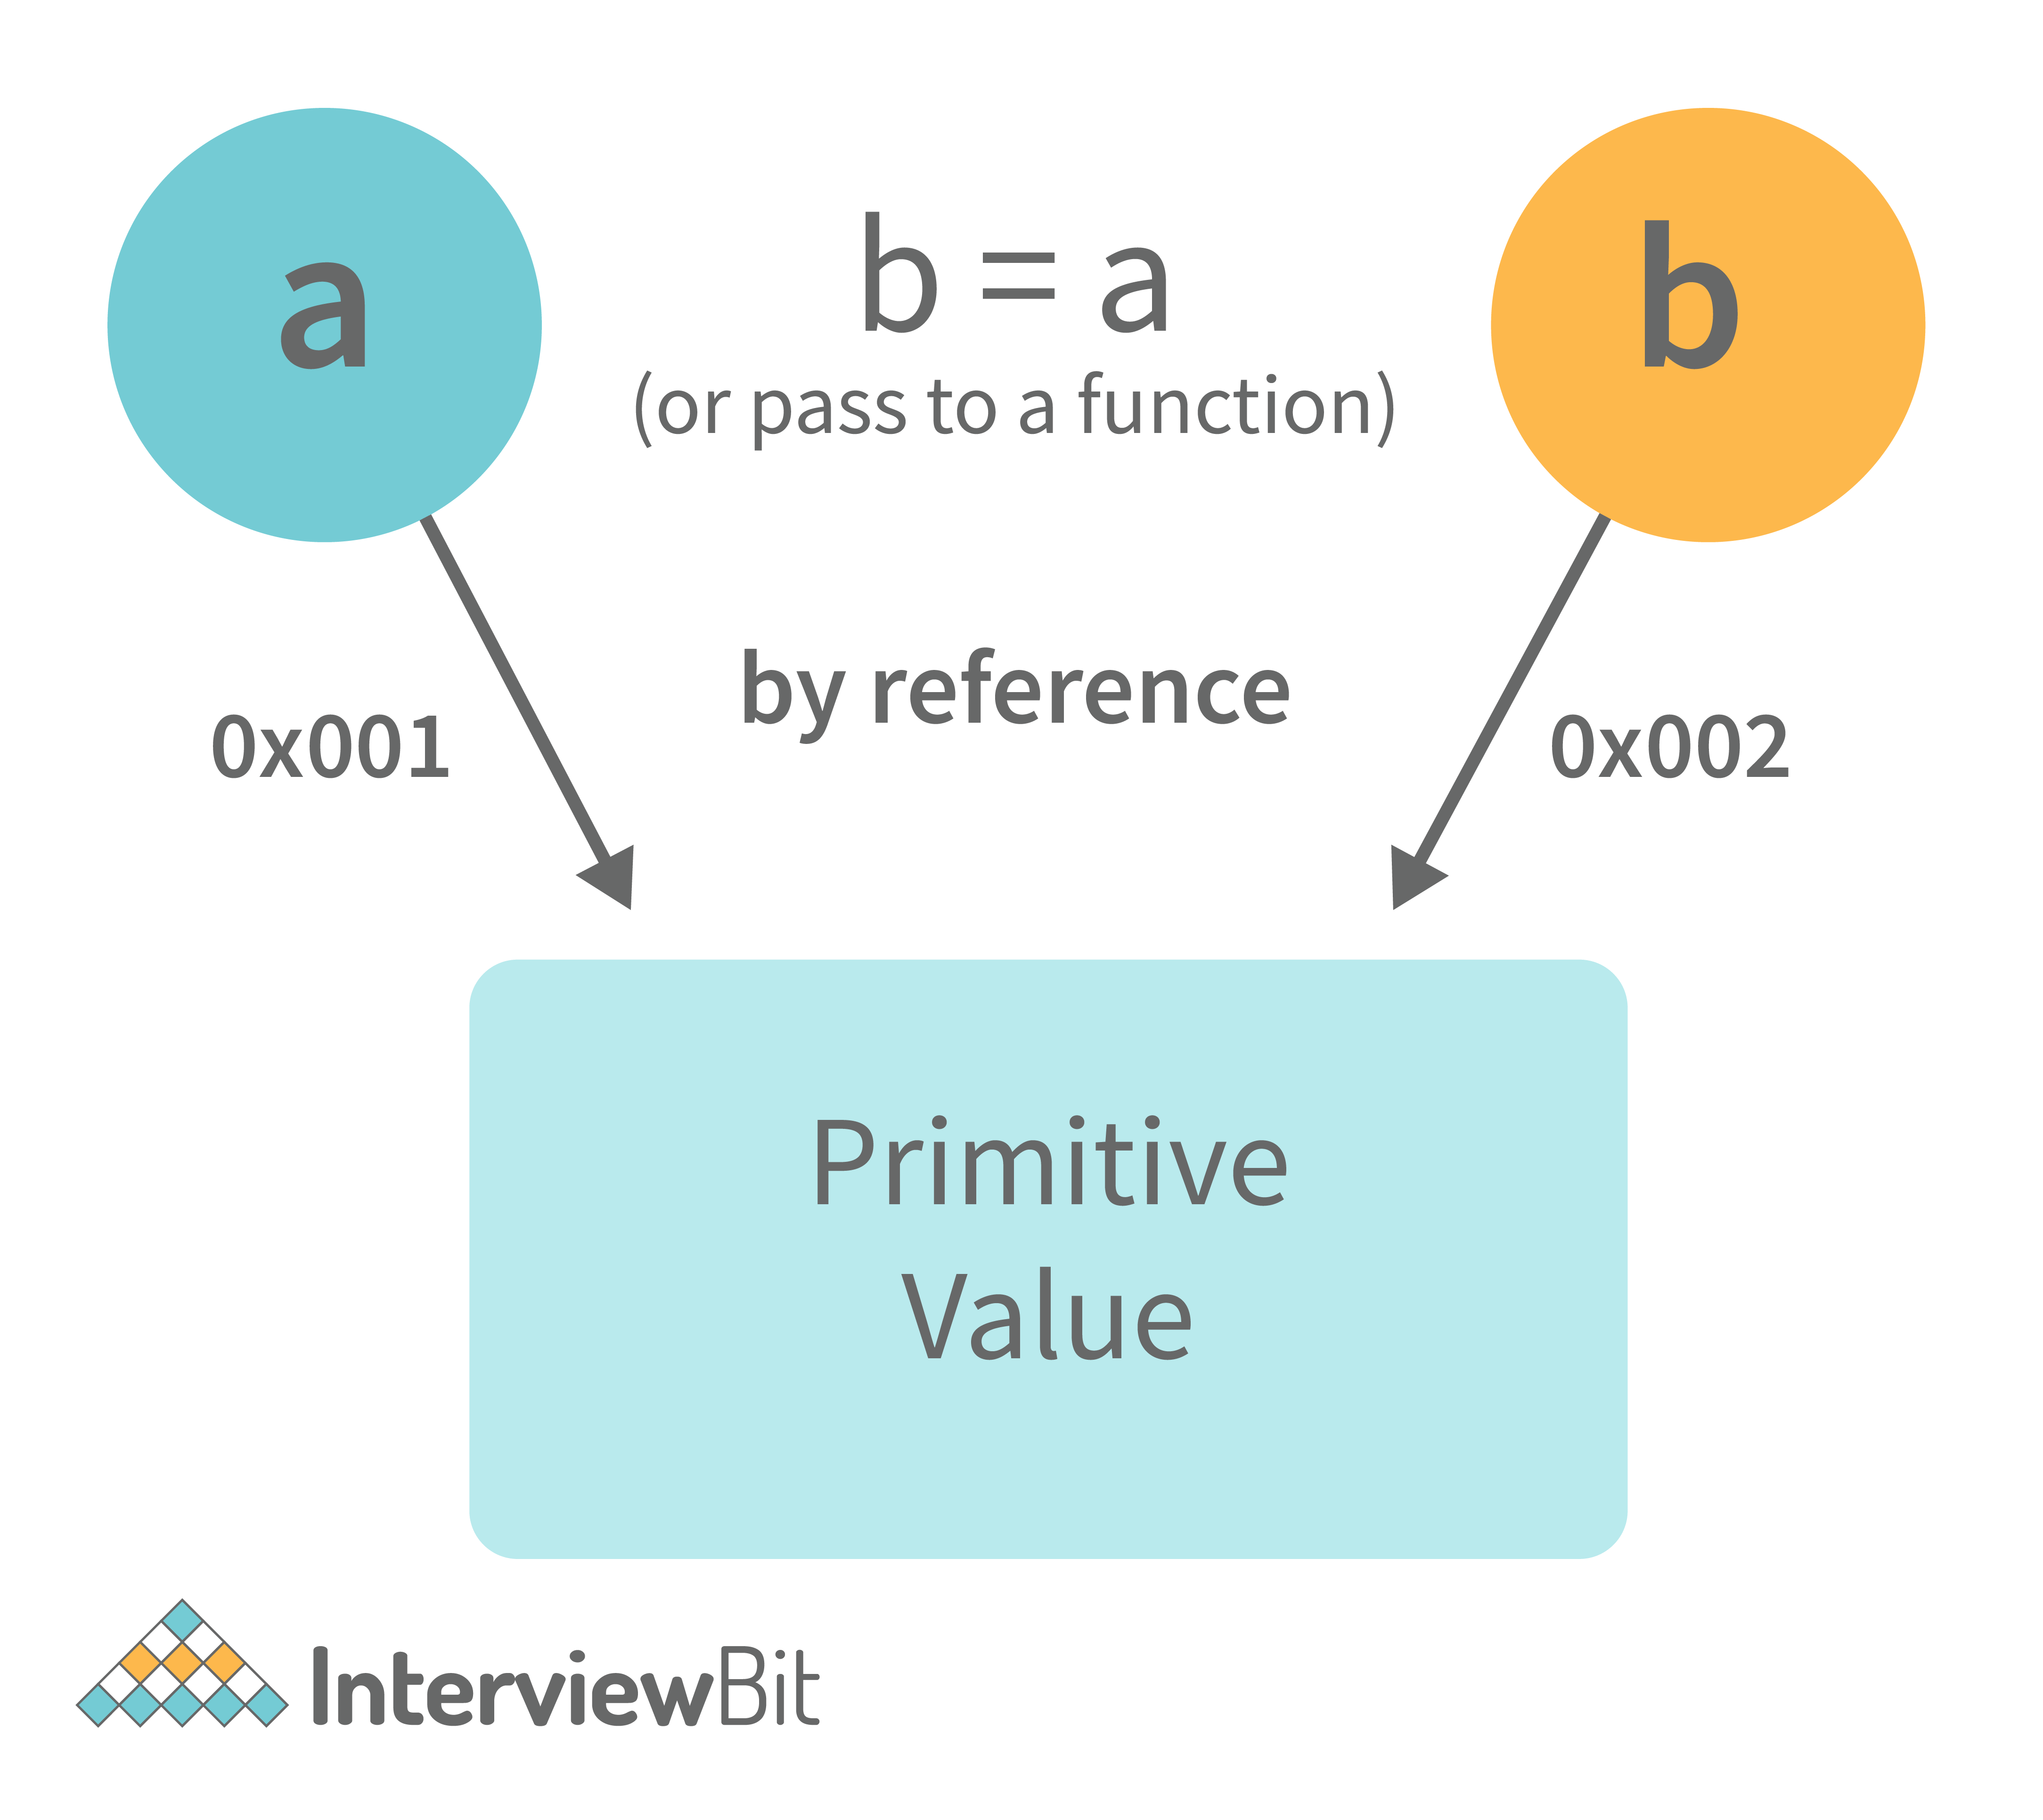 a
b = a
(or pass to a function)
b
by reference
0x001
0x002
Primitive
Value
InterviewBit